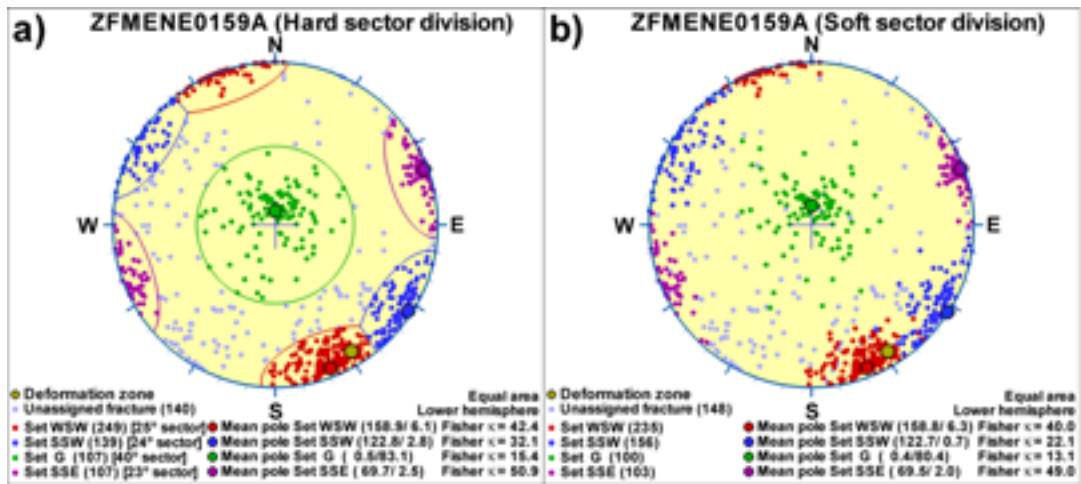 a) ZFMENE0159A (Hard sector division)
N
W
E
S
Deformation zone
Unassigned fracture (140)
Equal area
Lower hemisphere
Set WSW (249) [25° sector] Mean pole Set WSW (158.9/ 6.1) Fisher κ = 42.4
Set SSW (139) [24° sector] Mean pole Set SSW (122.8/ 2.8) Fisher κ = 32.1
Set G (107) [40° sector] Mean pole Set G ( 0.5/83.1) Fisher κ = 15.4
Set SSE (107) [23° sector] Mean pole Set SSE ( 69.7/ 2.5) Fisher κ = 50.9
b) ZFMENE0159A (Soft sector division)
N
W
E
S
Deformation zone
Unassigned fracture (148)
Equal area
Lower hemisphere
Set WSW (235) Mean pole Set WSW (158.8/ 6.3) Fisher κ = 40.0
Set SSW (156) Mean pole Set SSW (122.7/ 0.7) Fisher κ = 22.1
Set G (100) Mean pole Set G ( 0.4/80.4) Fisher κ = 13.1
Set SSE (103) Mean pole Set SSE ( 69.5/ 2.0) Fisher κ = 49.0